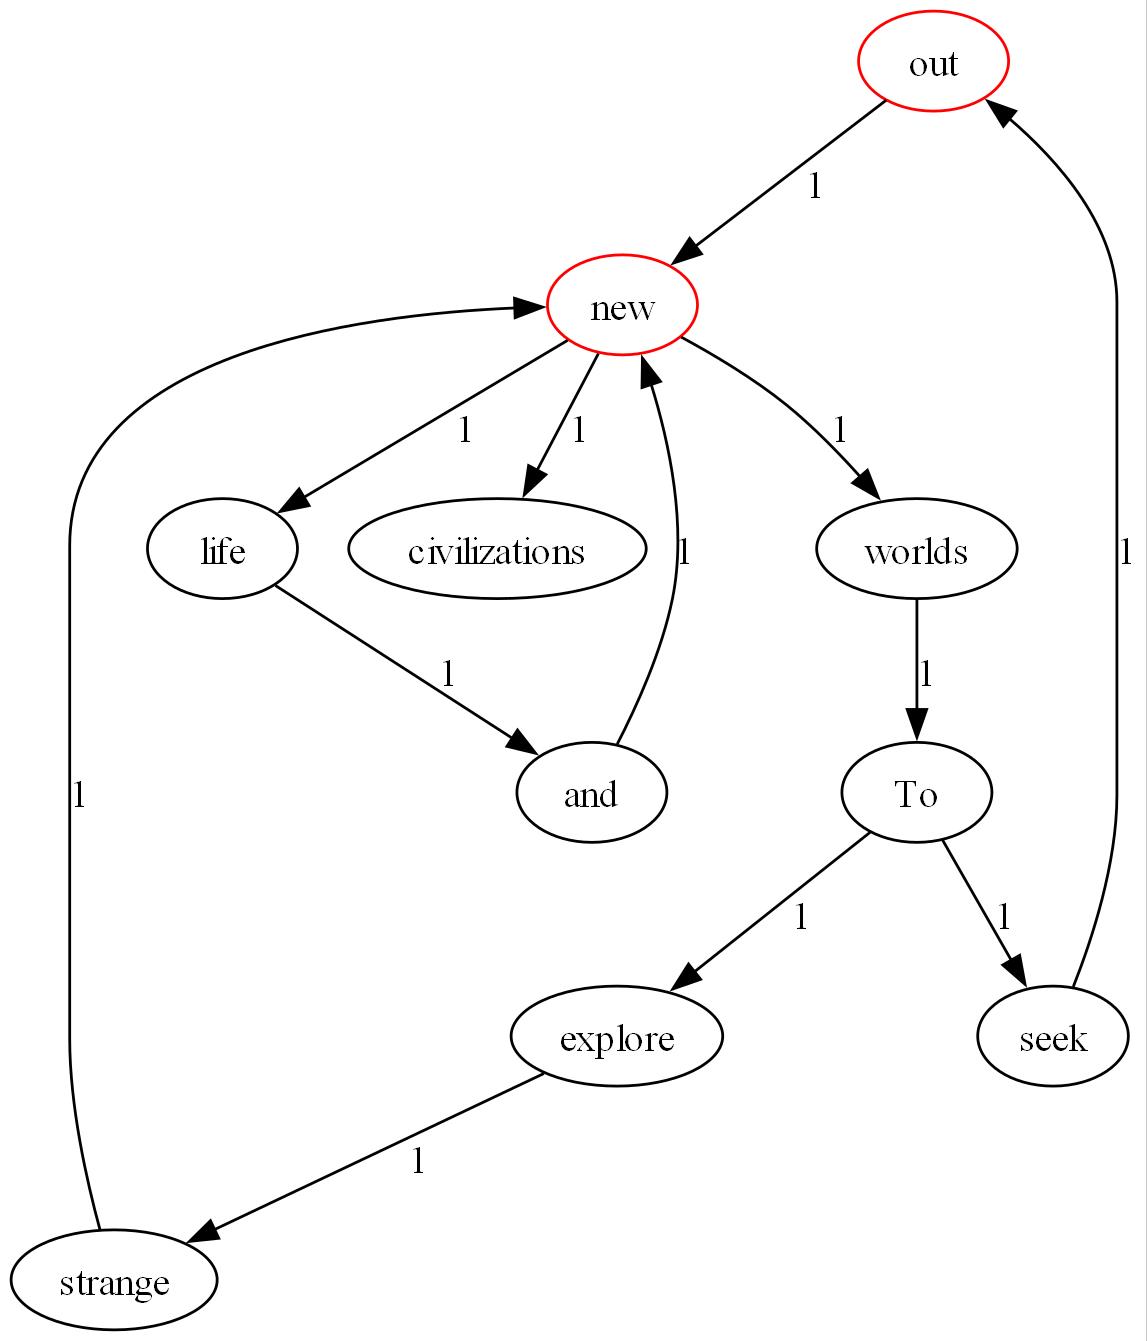 out
1
new
1 1 1
life civilizations worlds
1
1 1
1
1 and To
1 1
explore seek
1
strange